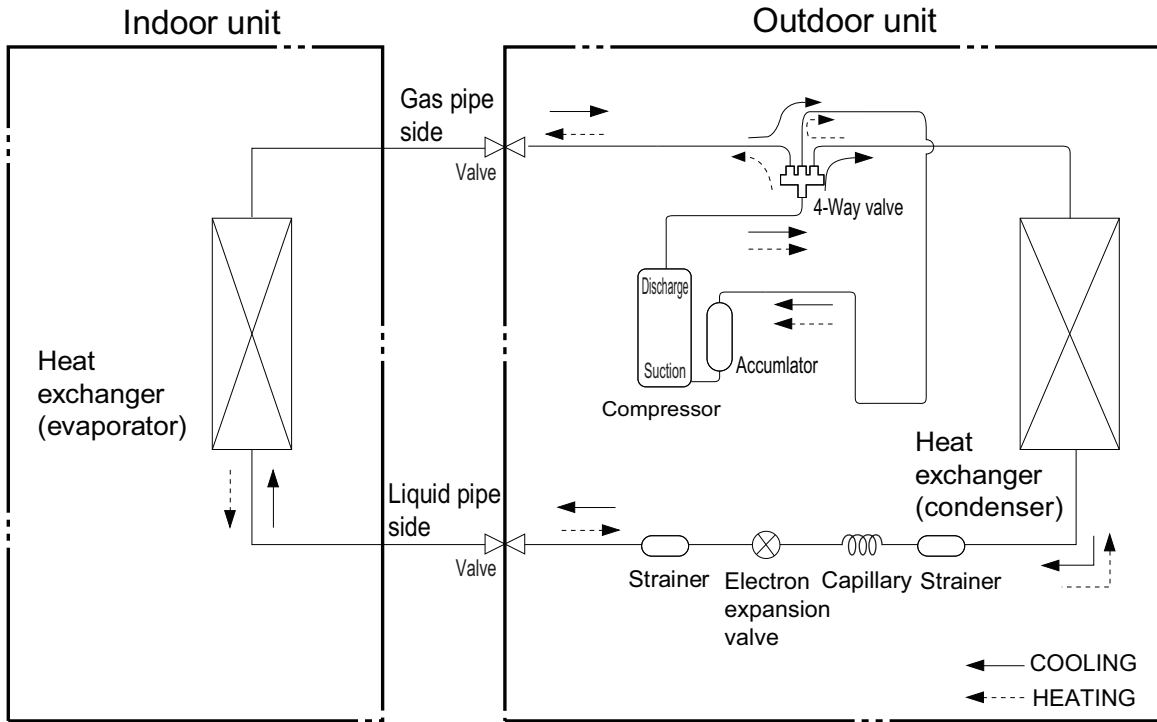 Indoor unit
Outdoor unit
Gas pipe
side
Valve
4-Way valve
Discharge
Suction
Accumlator
Compressor
Heat
exchanger
(evaporator)
Heat
exchanger
(condenser)
Liquid pipe
side
Valve
Strainer
Electron
expansion
valve
Capillary
Strainer
COOLING
HEATING